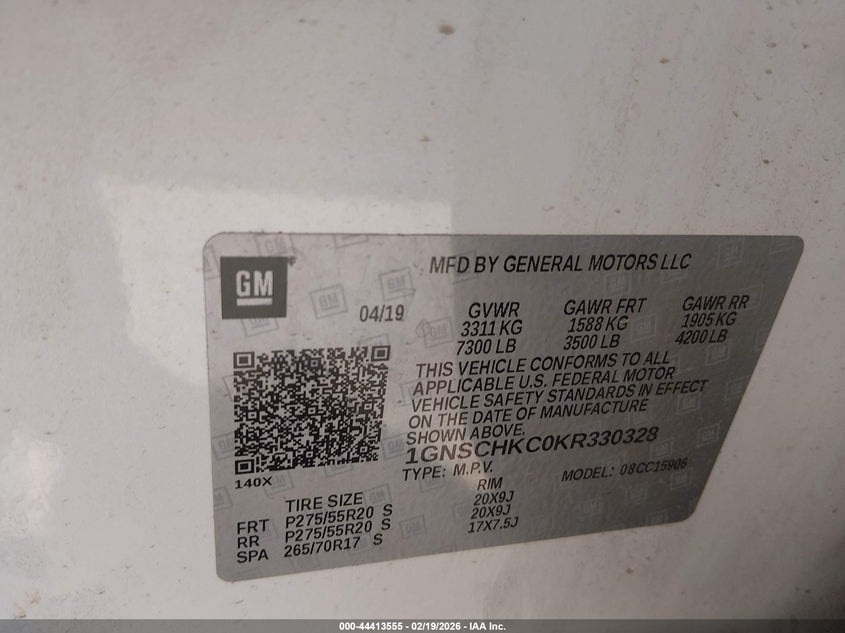 GM
MFD BY GENERAL MOTORS LLC
04/19
GVWR GAWR FRT GAWR RR
3311 KG 1588 KG 1905 KG
7300 LB 3500 LB 4200 LB
THIS VEHICLE CONFORMS TO ALL
APPLICABLE U.S. FEDERAL MOTOR
VEHICLE SAFETY STANDARDS IN EFFECT
ON THE DATE OF MANUFACTURE
SHOWN ABOVE.
1GNSCHKC0KR330328
TYPE: M.P.V. MODEL: 08CC15906
140X
TIRE SIZE RIM
FRT P275/55R20 S 20X9J
RR P275/55R20 S 20X9J
SPA 265/70R17 S 17X7.5J
000-44413555 - 02/19/2026 - IAA Inc.